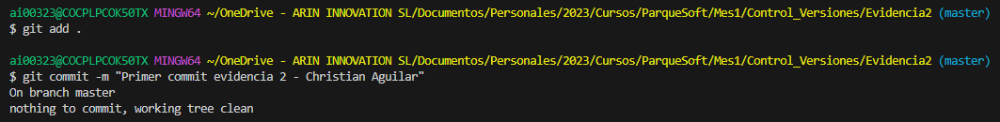 ai00323@COCPLPCOK50TX MINGW64 ~/OneDrive - ARIN INNOVATION SL/Documentos/Personales/2023/Cursos/ParqueSoft/Mes1/Control_Versiones/Evidencia2 (master)
$ git add .
ai00323@COCPLPCOK50TX MINGW64 ~/OneDrive - ARIN INNOVATION SL/Documentos/Personales/2023/Cursos/ParqueSoft/Mes1/Control_Versiones/Evidencia2 (master)
$ git commit -m "Primer commit evidencia 2 - Christian Aguilar"
On branch master
nothing to commit, working tree clean